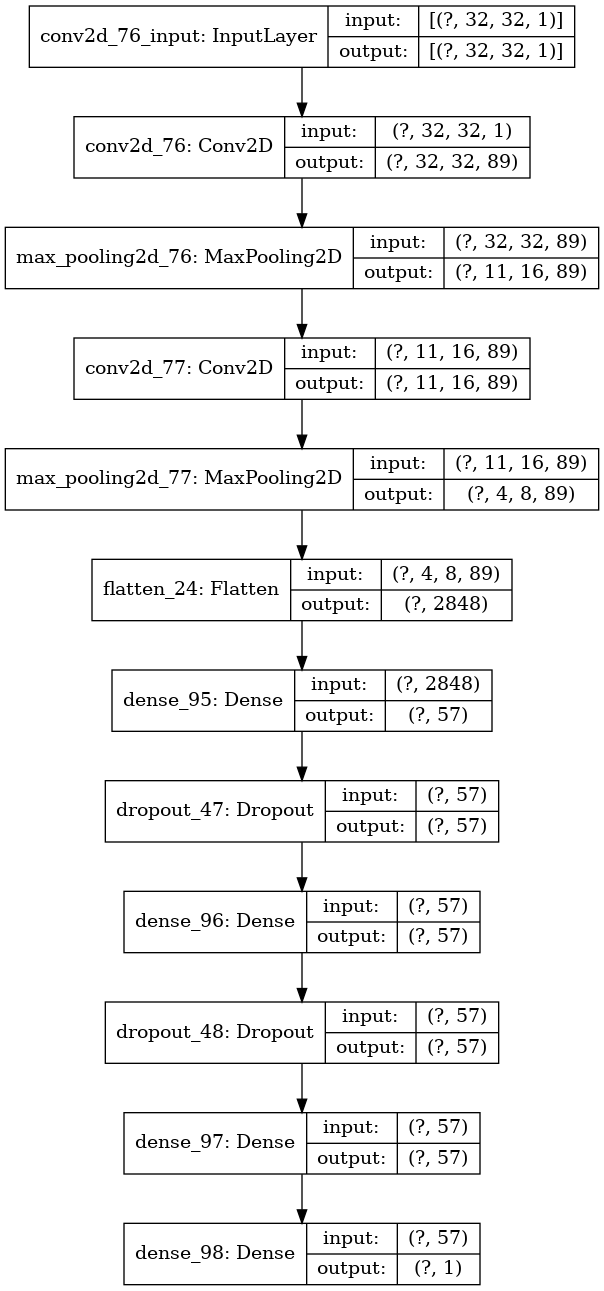 conv2d_76_input: InputLayer
input: [(?, 32, 32, 1)]
output: [(?, 32, 32, 1)]
conv2d_76: Conv2D
input: (?, 32, 32, 1)
output: (?, 32, 32, 89)
max_pooling2d_76: MaxPooling2D
input: (?, 32, 32, 89)
output: (?, 11, 16, 89)
conv2d_77: Conv2D
input: (?, 11, 16, 89)
output: (?, 11, 16, 89)
max_pooling2d_77: MaxPooling2D
input: (?, 11, 16, 89)
output: (?, 4, 8, 89)
flatten_24: Flatten
input: (?, 4, 8, 89)
output: (?, 2848)
dense_95: Dense
input: (?, 2848)
output: (?, 57)
dropout_47: Dropout
input: (?, 57)
output: (?, 57)
dense_96: Dense
input: (?, 57)
output: (?, 57)
dropout_48: Dropout
input: (?, 57)
output: (?, 57)
dense_97: Dense
input: (?, 57)
output: (?, 57)
dense_98: Dense
input: (?, 57)
output: (?, 1)